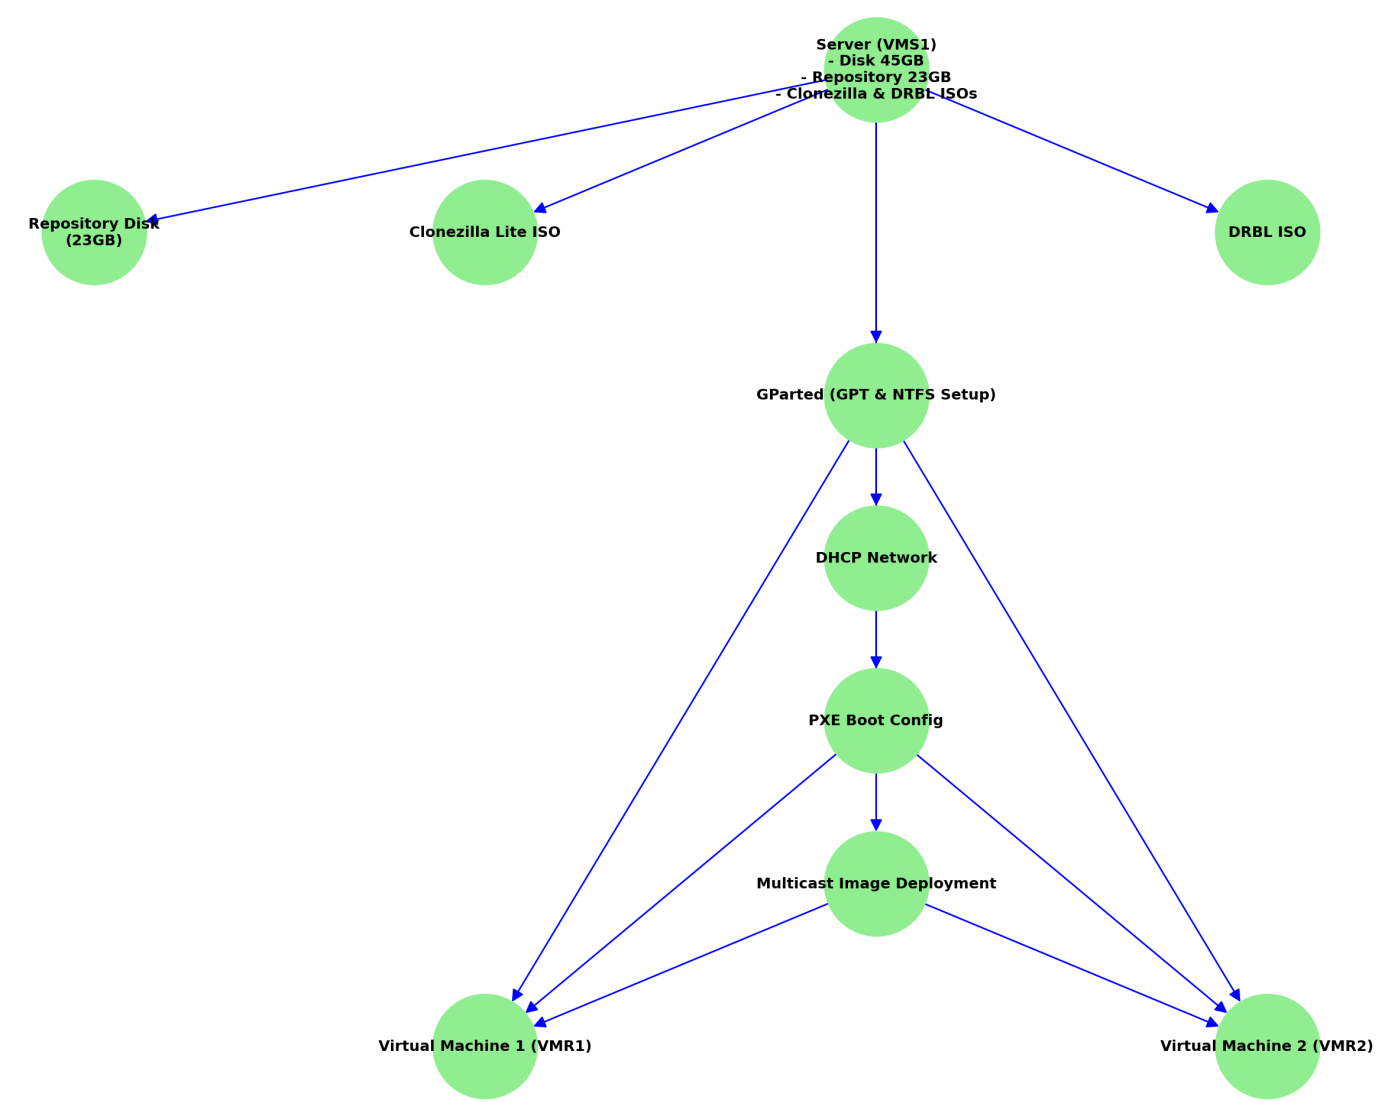 Server (VMS1)
- Disk 45GB
- Repository 23GB
- Clonezilla & DRBL ISOs
Repository Disk
(23GB)
Clonezilla Lite ISO
DRBL ISO
GParted (GPT & NTFS Setup)
DHCP Network
PXE Boot Config
Multicast Image Deployment
Virtual Machine 1 (VMR1)
Virtual Machine 2 (VMR2)